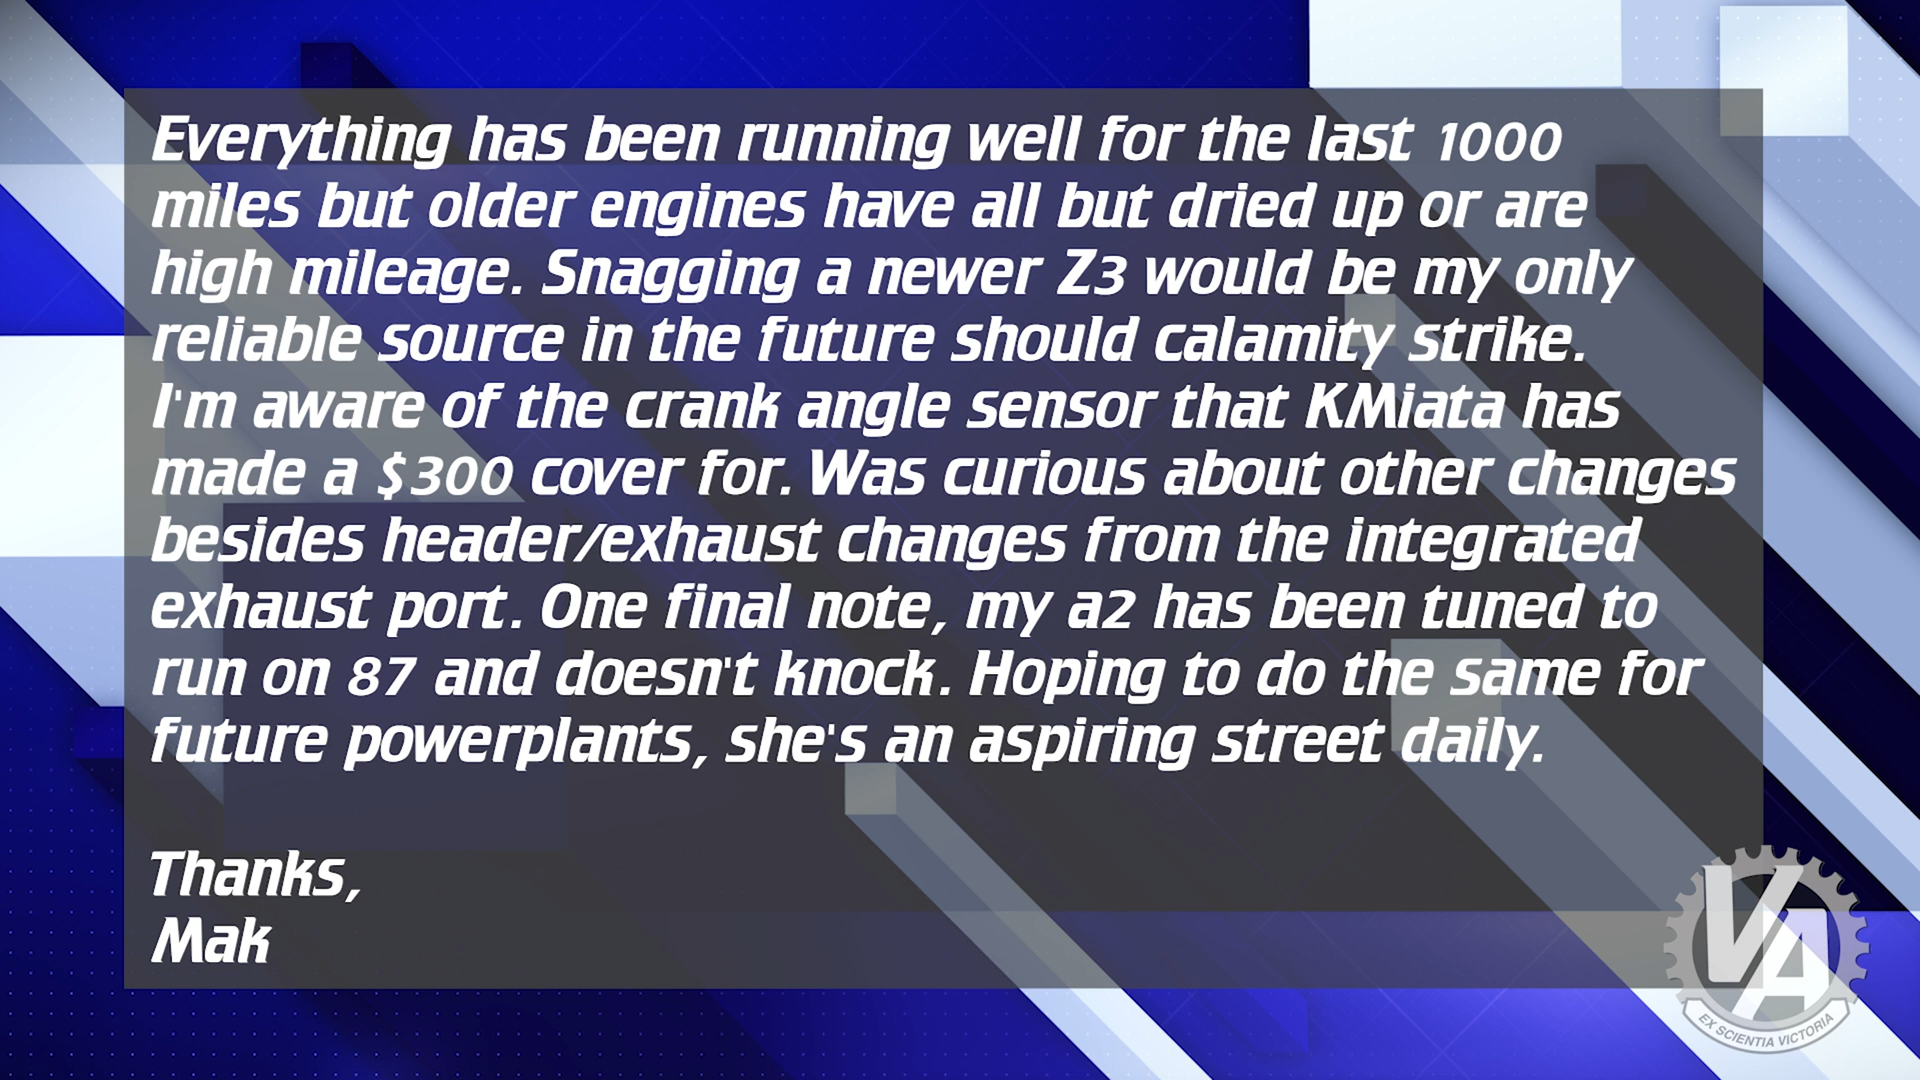 Everything has been running well for the last 1000
miles but older engines have all but dried up or are
high mileage. Snagging a newer Z3 would be my only
reliable source in the future should calamity strike.
I'm aware of the crank angle sensor that KMiata has
made a $300 cover for. Was curious about other changes
besides header/exhaust changes from the integrated
exhaust port. One final note, my a2 has been tuned to
run on 87 and doesn't knock. Hoping to do the same for
future powerplants, she's an aspiring street daily.
Thanks,
Mak
VA
EX SCIENTIA VICTORIA